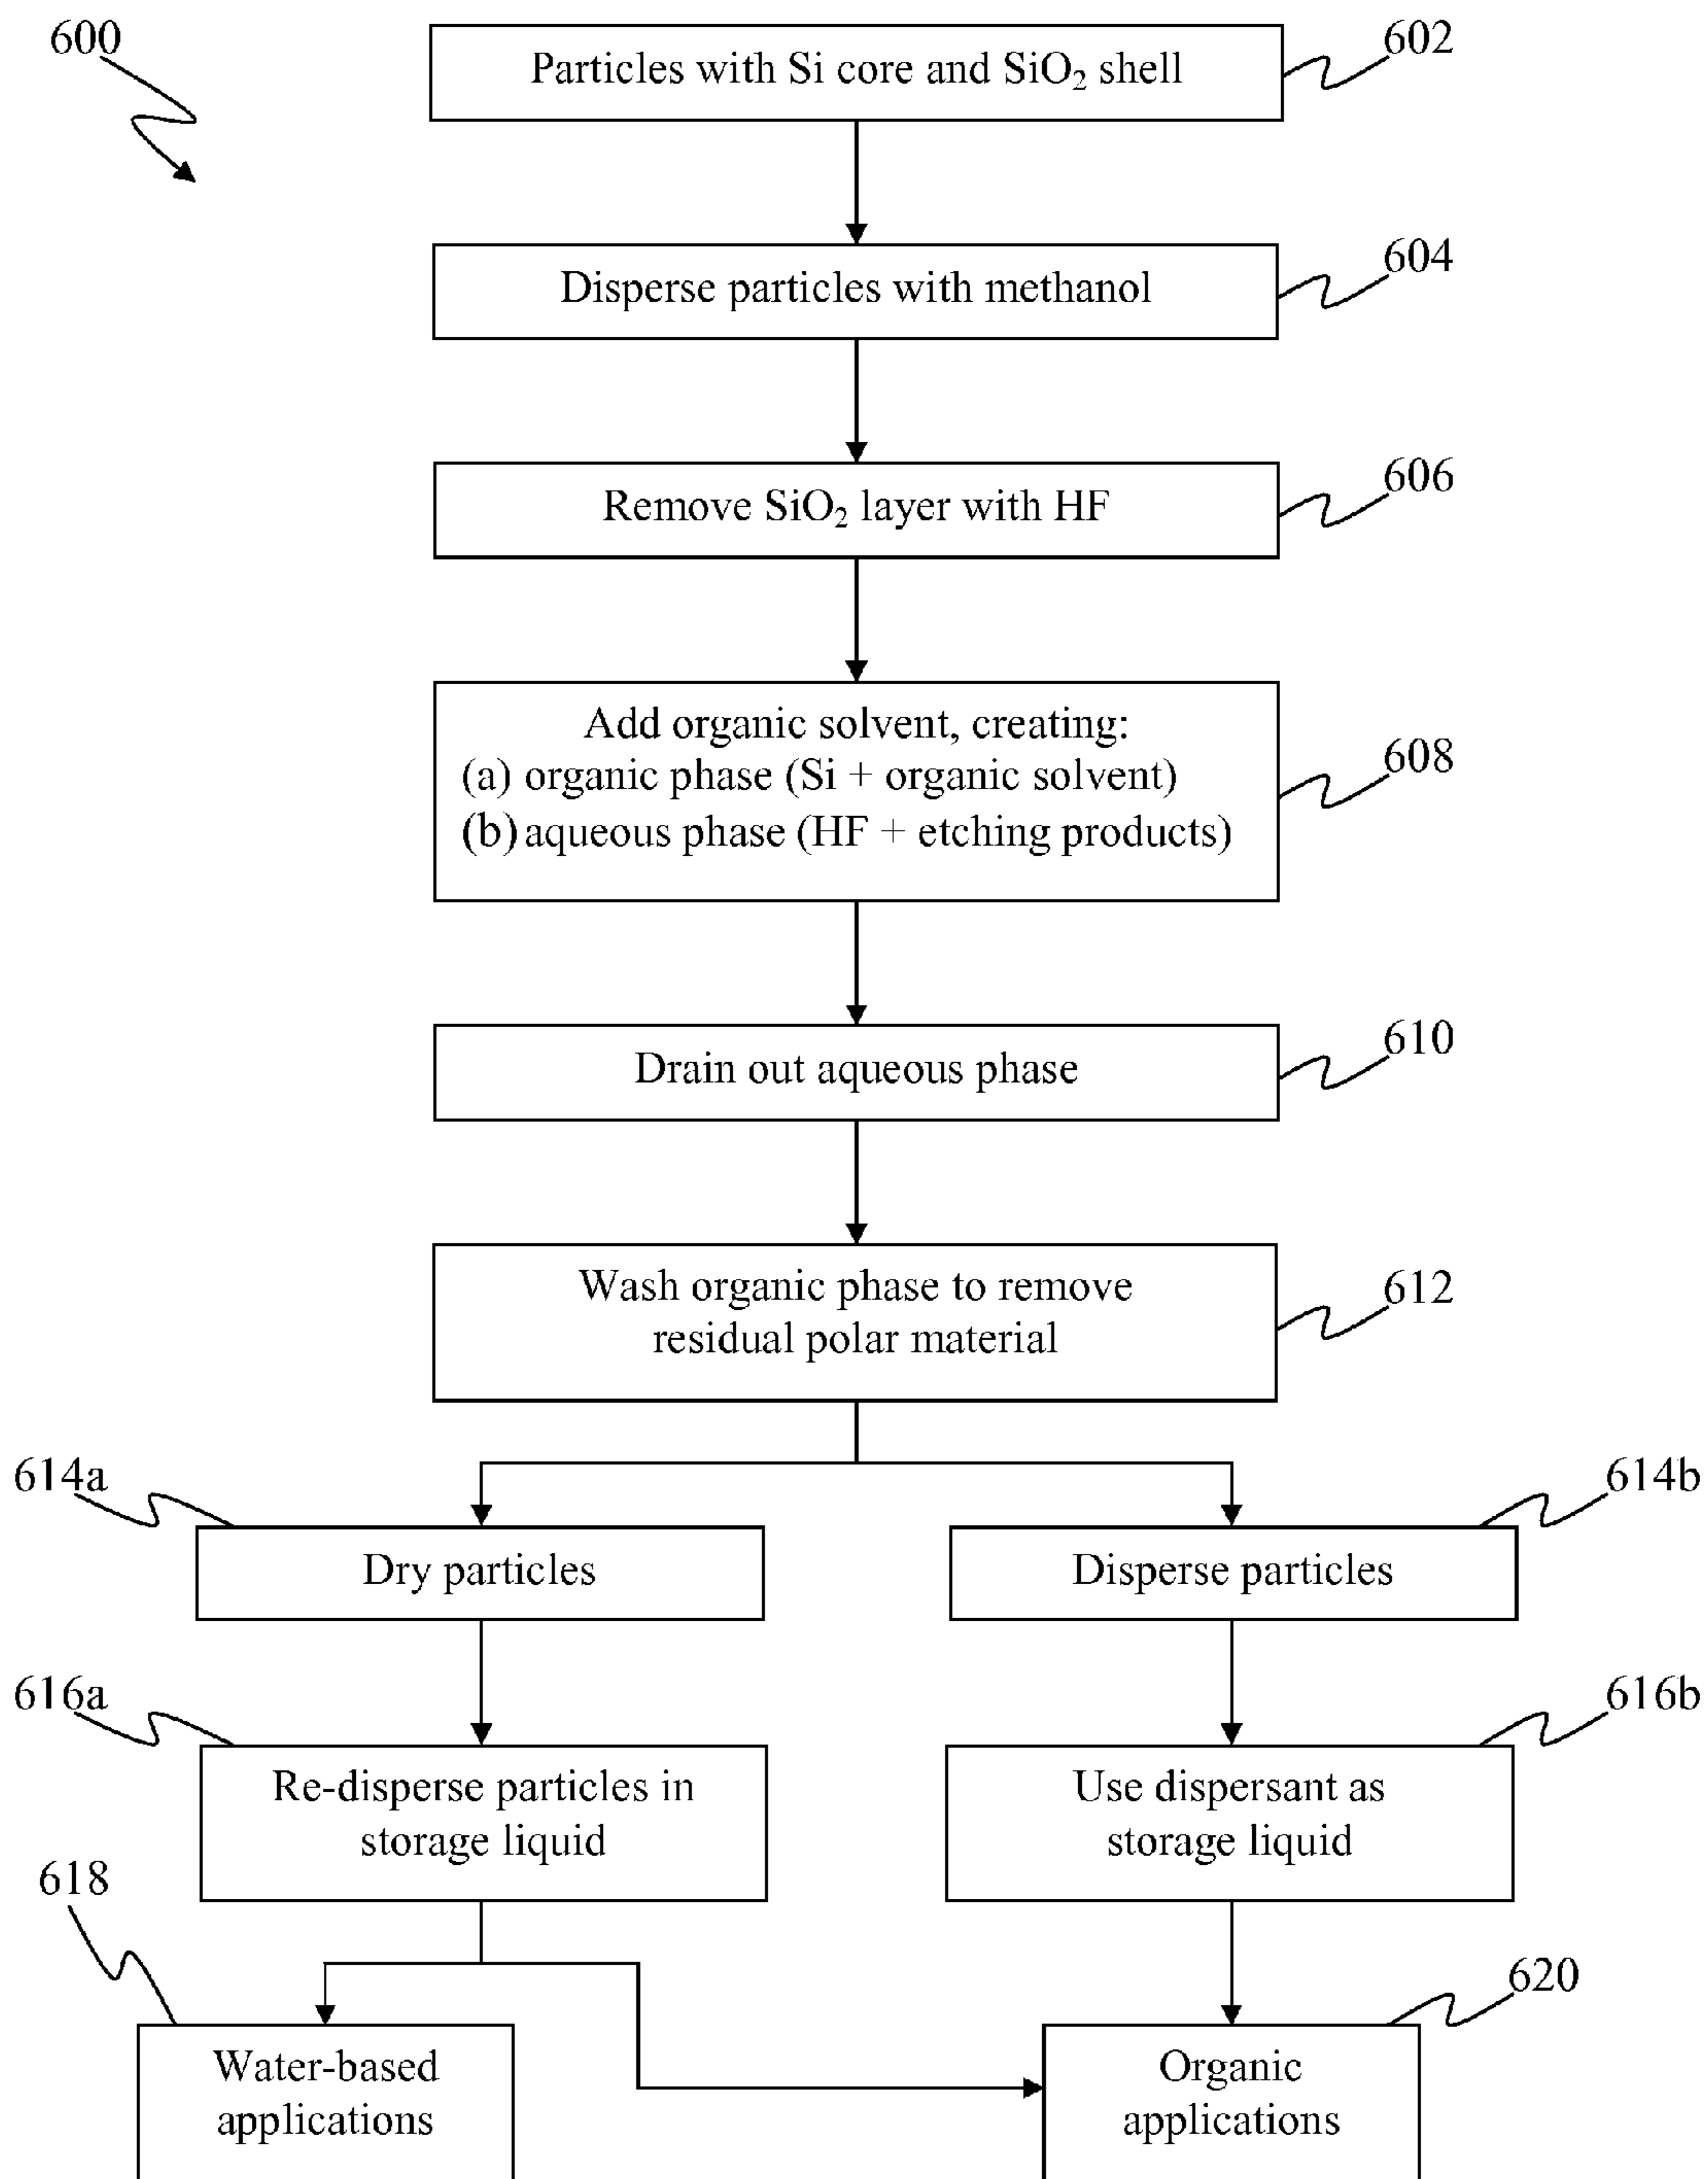 600
Particles with Si core and SiO₂ shell
602
Disperse particles with methanol
604
Remove SiO₂ layer with HF
606
Add organic solvent, creating:
(a) organic phase (Si + organic solvent)
(b) aqueous phase (HF + etching products)
608
Drain out aqueous phase
610
Wash organic phase to remove
residual polar material
612
614a
Dry particles
614b
Disperse particles
616a
Re-disperse particles in
storage liquid
616b
Use dispersant as
storage liquid
618
Water-based
applications
620
Organic
applications